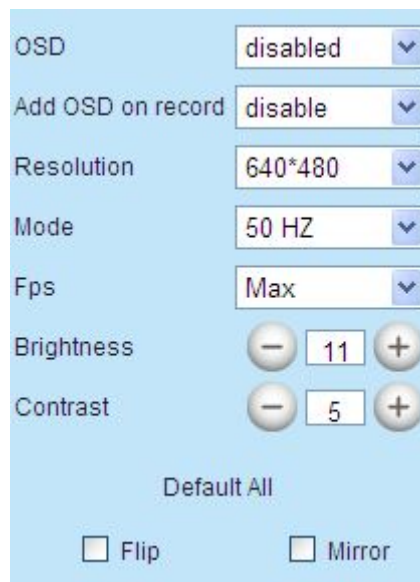 OSD disabled
Add OSD on record disable
Resolution 640*480
Mode 50 HZ
Fps Max
Brightness 11
Contrast 5
Default All
Flip Mirror